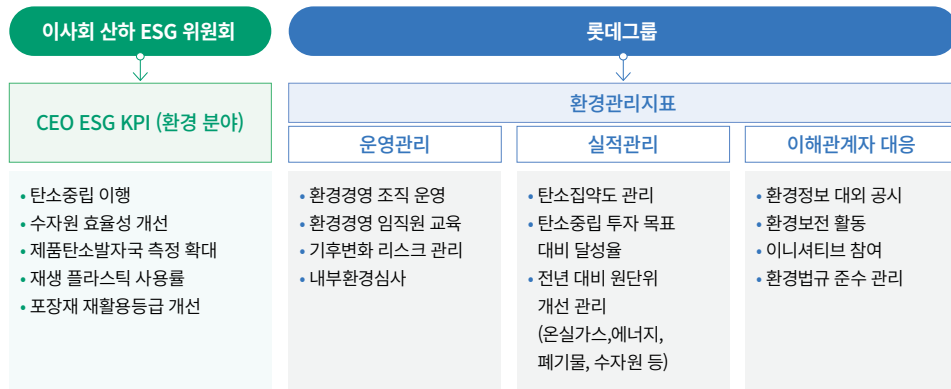 이사회 산하 ESG 위원회
CEO ESG KPI (환경 분야)
• 탄소중립 이행
• 수자원 효율성 개선
• 제품탄소발자국 측정 확대
• 재생 플라스틱 사용률
• 포장재 재활용등급 개선
롯데그룹
환경관리지표
운영관리
• 환경경영 조직 운영
• 환경경영 임직원 교육
• 기후변화 리스크 관리
• 내부환경심사
실적관리
• 탄소집약도 관리
• 탄소중립 투자 목표
대비 달성율
• 전년 대비 원단위
개선 관리
(온실가스,에너지,
폐기물, 수자원 등)
이해관계자 대응
• 환경정보 대외 공시
• 환경보전 활동
• 이니셔티브 참여
• 환경법규 준수 관리